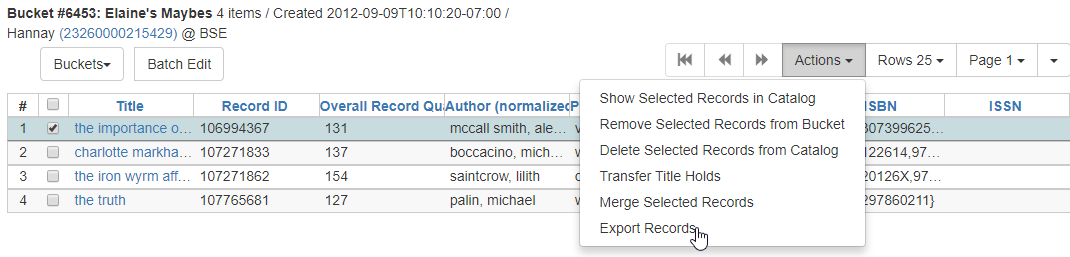 Bucket #6453: Elaine's Maybes 4 items / Created 2012-09-09T10:10:20-07:00 /
Hannay (23260000215429) @ BSE
Buckets Batch Edit Actions Rows 25 Page 1
# Title Record ID Overall Record Qu Author (normalized ISBN ISSN
1 the importance o... 106994367 131 mccall smith, ale... 807399625...
2 charlotte markha... 107271833 137 boccacino, mich... 122614,97...
3 the iron wyrm aff... 107271862 154 saintcrow, lilith 20126X,97...
4 the truth 107765681 127 palin, michael 297860211}
Show Selected Records in Catalog
Remove Selected Records from Bucket
Delete Selected Records from Catalog
Transfer Title Holds
Merge Selected Records
Export Records